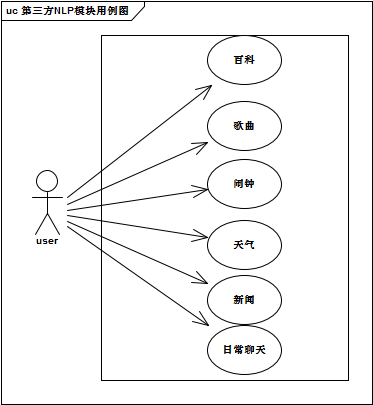 uc 第三方NLP模块用例图
百科
歌曲
闹钟
user
天气
新闻
日常聊天